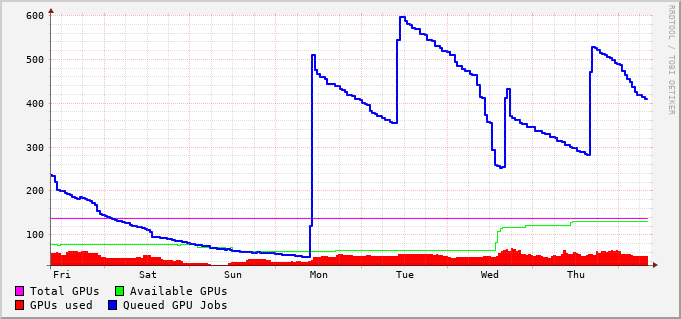 600
500
400
300
200
100
Fri Sat Sun Mon Tue Wed Thu
Total GPUs Available GPUs
GPUs used Queued GPU Jobs
RRDTOOL / TOBI OETIKER